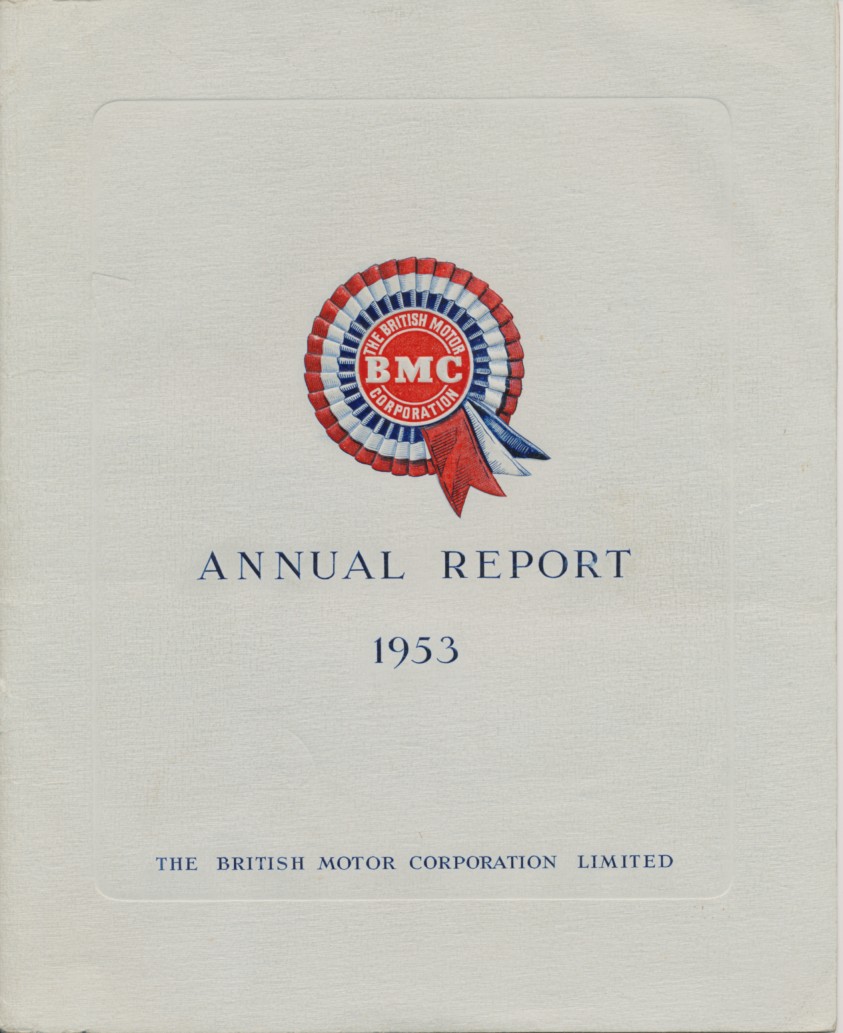 THE BRITISH MOTOR
BMC
CORPORATION
ANNUAL REPORT
1953
THE BRITISH MOTOR CORPORATION LIMITED